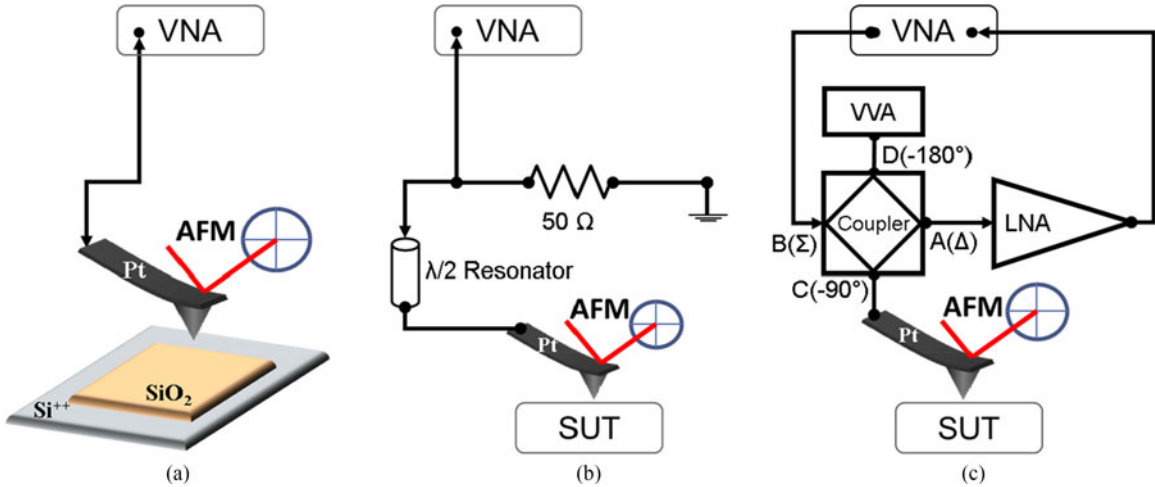 VNA
AFM
Pt
SiO₂
Si⁺⁺
(a)
VNA
50 Ω
λ/2 Resonator
AFM
Pt
SUT
(b)
VNA
VVA
D(-180°)
Coupler
B(Σ)
A(Δ)
LNA
C(-90°)
AFM
Pt
SUT
(c)